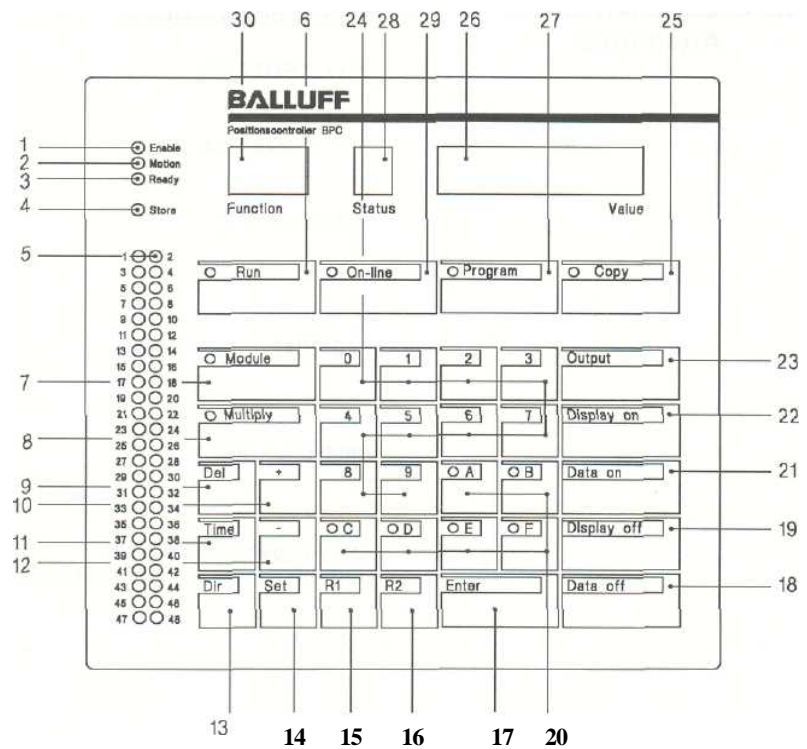 30 6 24 28 29 26 27 25
BALLUFF
Positionscontroller BPC
1 Enable
2 Motion
3 Ready
4 Store
Function Status Value
5 1 2
3 4
5 6
7 8
9 10
11 12
13 14
15 16
17 18
19 20
21 22
23 24
25 26
27 28
29 30
31 32
33 34
35 36
37 38
39 40
41 42
43 44
45 46
47 48
Run On-line Program Copy
Module 0 1 2 3 Output 23
7
Multiply 4 5 6 7 Display on 22
8
Del + 8 9 A B Data on 21
9
10
Time - C D E F Display off 19
11
12
Dir Set R1 R2 Enter Data off 18
13 14 15 16 17 20